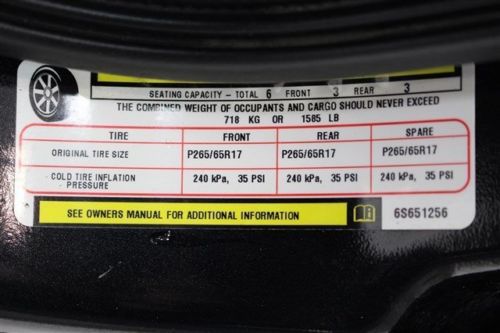 SEATING CAPACITY - TOTAL 6 FRONT 3 REAR 3
THE COMBINED WEIGHT OF OCCUPANTS AND CARGO SHOULD NEVER EXCEED
718 KG OR 1585 LB
TIRE FRONT REAR SPARE
ORIGINAL TIRE SIZE P265/65R17 P265/65R17 P265/65R17
COLD TIRE INFLATION PRESSURE 240 kPa, 35 PSI 240 kPa, 35 PSI 240 kPa, 35 PSI
SEE OWNERS MANUAL FOR ADDITIONAL INFORMATION 6S651256